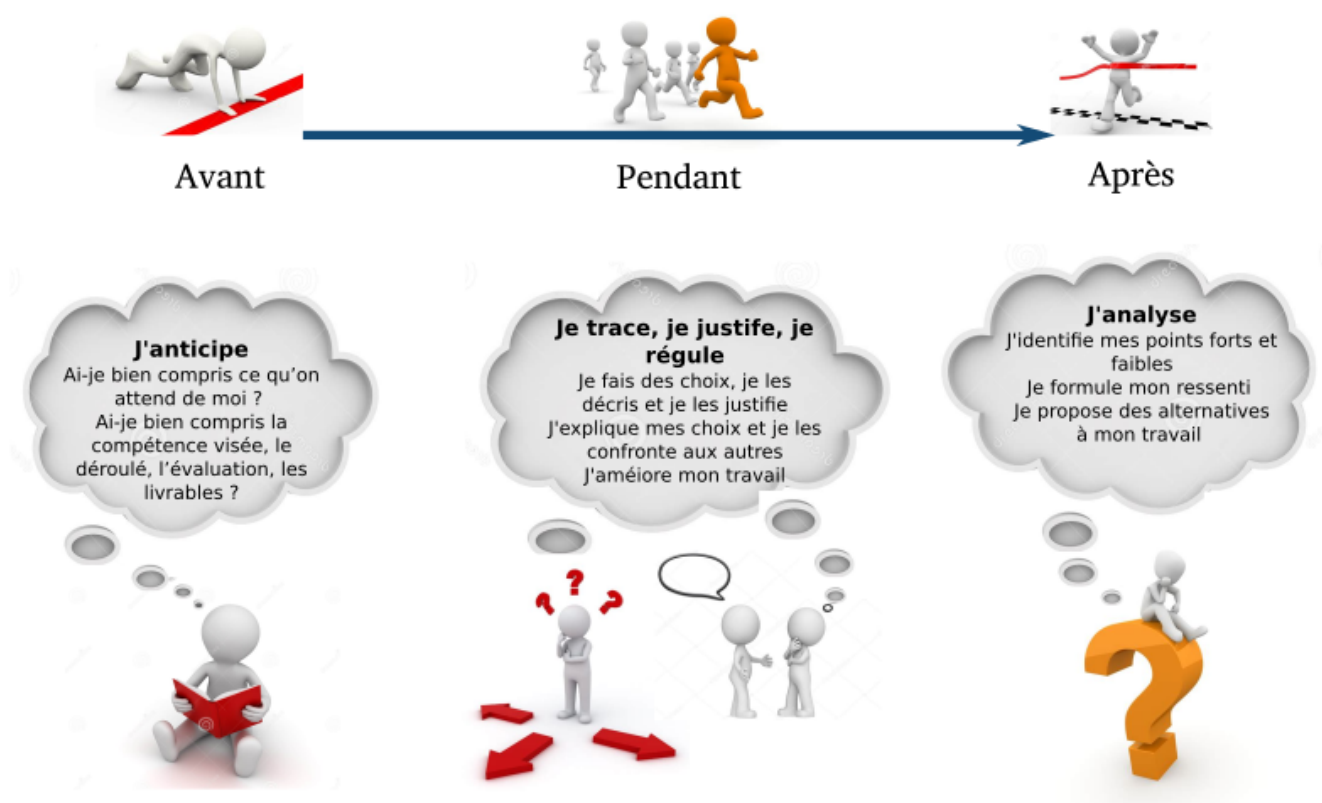 Avant
Pendant
Après
J'anticipe
Ai-je bien compris ce qu'on
attend de moi ?
Ai-je bien compris la
compétence visée, le
déroulé, l’évaluation, les
livrables ?
Je trace, je justife, je
régule
Je fais des choix, je les
décris et je les justifie
J'explique mes choix et je les
confronte aux autres
J'améiore mon travail
J'analyse
J'identifie mes points forts et
faibles
Je formule mon ressenti
Je propose des alternatives
à mon travail